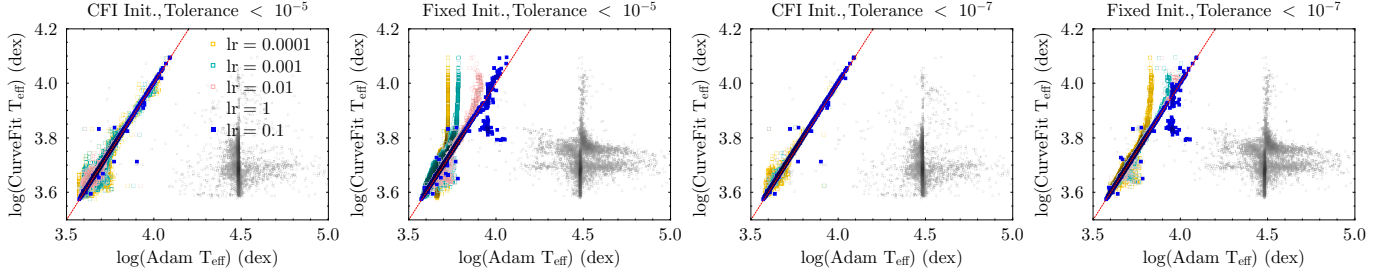 CFI Init.,Tolerance < 10⁻⁵
Fixed Init.,Tolerance < 10⁻⁵
CFI Init.,Tolerance < 10⁻⁷
Fixed Init.,Tolerance < 10⁻⁷
log(CurveFit T_eff) (dex)
4.2
4.0
3.8
3.6
lr = 0.0001
lr = 0.001
lr = 0.01
lr = 1
lr = 0.1
3.5 4.0 4.5 5.0
log(Adam T_eff) (dex)
log(CurveFit T_eff) (dex)
4.2
4.0
3.8
3.6
3.5 4.0 4.5 5.0
log(Adam T_eff) (dex)
log(CurveFit T_eff) (dex)
4.2
4.0
3.8
3.6
3.5 4.0 4.5 5.0
log(Adam T_eff) (dex)
log(CurveFit T_eff) (dex)
4.2
4.0
3.8
3.6
3.5 4.0 4.5 5.0
log(Adam T_eff) (dex)